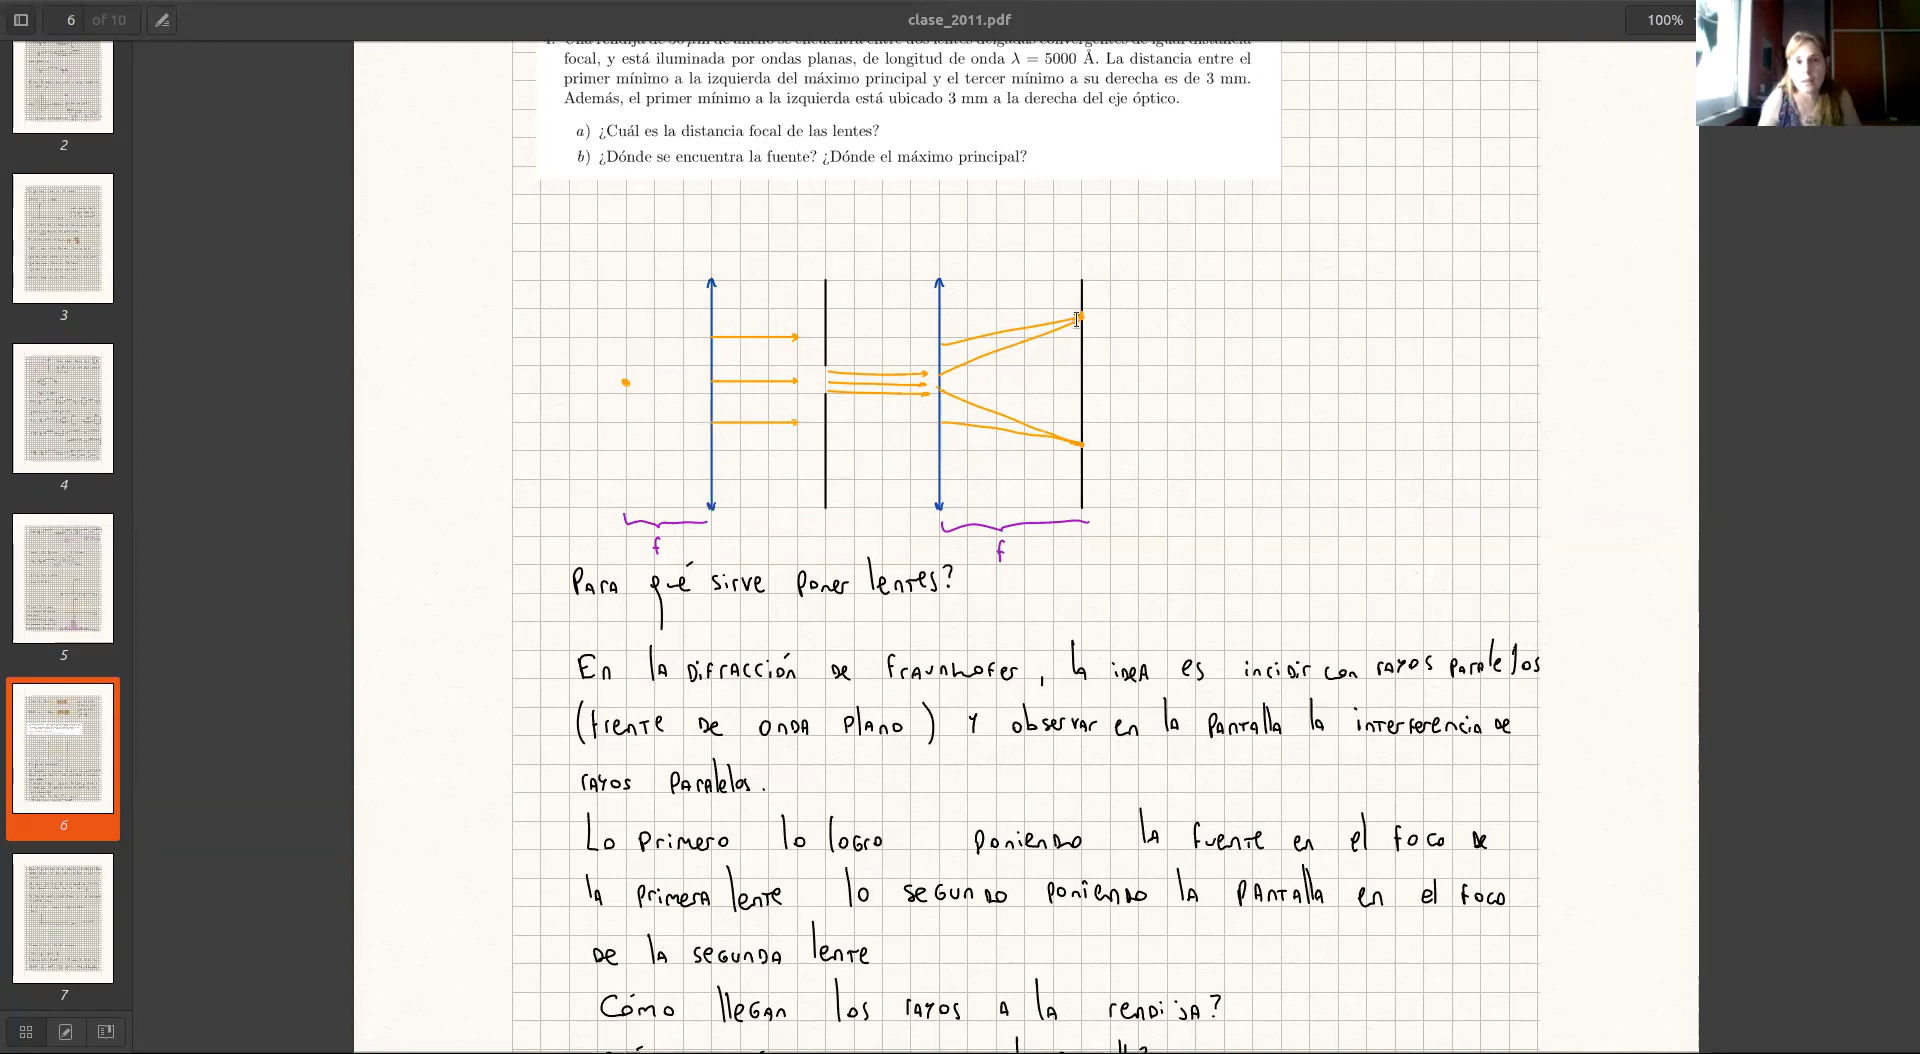 6 of 10
clase_2011.pdf
100%
focal, y está iluminada por ondas planas, de longitud de onda λ = 5000 Å. La distancia entre el
primer mínimo a la izquierda del máximo principal y el tercer mínimo a su derecha es de 3 mm.
Además, el primer mínimo a la izquierda está ubicado 3 mm a la derecha del eje óptico.
a) ¿Cuál es la distancia focal de las lentes?
b) ¿Dónde se encuentra la fuente? ¿Dónde el máximo principal?
f
f
Para qué sirve poner lentes?
En la difracción de Fraunhofer, la idea es incidir con rayos paralelos
(frente de onda plano) y observar en la pantalla la interferencia de
rayos paralelos.
Lo primero lo logro poniendo la fuente en el foco de
la primera lente lo segundo poniendo la pantalla en el foco
de la segunda lente
Cómo llegan los rayos a la rendija?
2
3
4
5
6
7